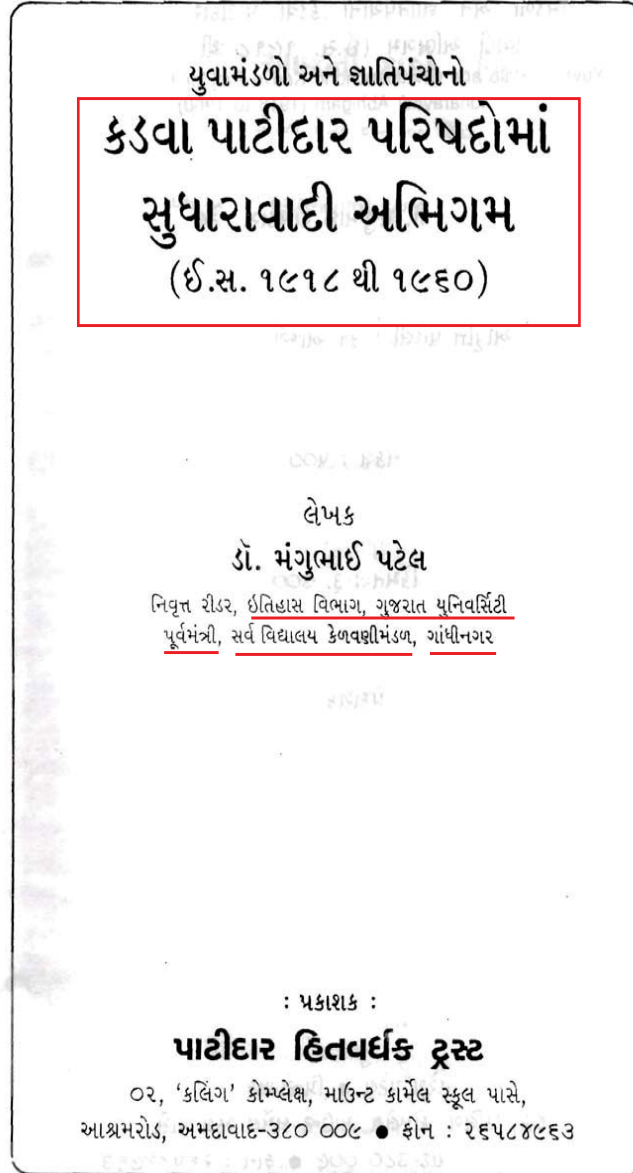 યુવામંડળો અને જ્ઞાતિપંચોનો
કડવા પાટીદાર પરિષદોમાં
સુધારાવાદી અભિગમ
(ઈ.સ. ૧૯૧૮ થી ૧૯૬૦)
લેખક
ડૉ. મંગુભાઈ પટેલ
નિવૃત્ત રીડર, ઇતિહાસ વિભાગ, ગુજરાત યુનિવર્સિટી
પૂર્વમંત્રી, સર્વ વિદ્યાલય કેળવણીમંડળ, ગાંધીનગર
: પ્રકાશક :
પાટીદાર હિતવર્ધક ટ્રસ્ટ
૦૨, ‘કલિંગ’ કોમ્પ્લેક્ષ, માઉન્ટ કાર્મેલ સ્કૂલ પાસે,
આશ્રમરોડ, અમદાવાદ-૩૮૦ ૦૦૯ ● ફોન : ૨૬૫૮૪૯૬૩